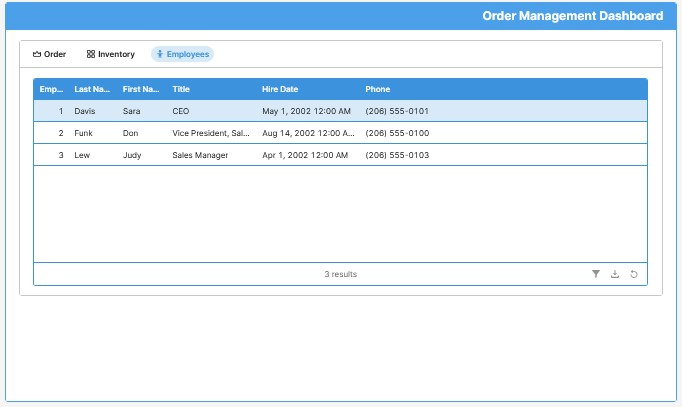 Order Management Dashboard
Order Inventory Employees
Emp... Last Na... First Na... Title Hire Date Phone
1 Davis Sara CEO May 1, 2002 12:00 AM (206) 555-0101
2 Funk Don Vice President, Sal... Aug 14, 2002 12:00 A... (206) 555-0100
3 Lew Judy Sales Manager Apr 1, 2002 12:00 AM (206) 555-0103
3 results